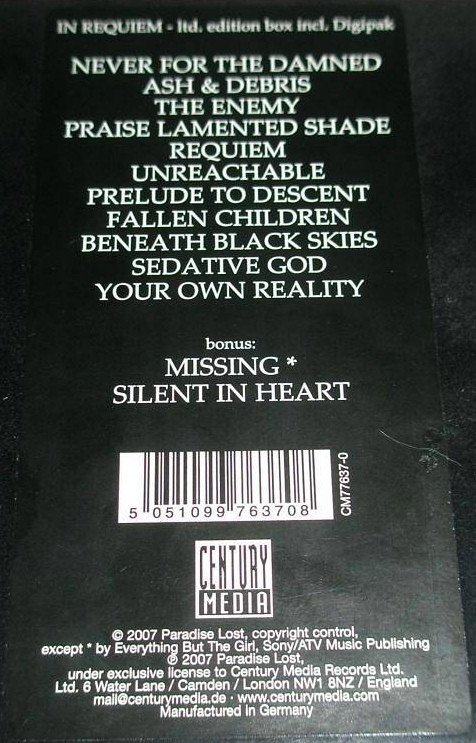 IN REQUIEM - ltd. edition box incl. Digipak
NEVER FOR THE DAMNED
ASH & DEBRIS
THE ENEMY
PRAISE LAMENTED SHADE
REQUIEM
UNREACHABLE
PRELUDE TO DESCENT
FALLEN CHILDREN
BENEATH BLACK SKIES
SEDATIVE GOD
YOUR OWN REALITY
bonus:
MISSING *
SILENT IN HEART
5 051099 763708
CM77637-0
CENTURY
MEDIA
© 2007 Paradise Lost, copyright control,
except * by Everything But The Girl, Sony/ATV Music Publishing
℗ 2007 Paradise Lost,
under exclusive license to Century Media Records Ltd.
Ltd. 6 Water Lane / Camden / London NW1 8NZ / England
mail@centurymedia.de · www.centurymedia.com
Manufactured in Germany